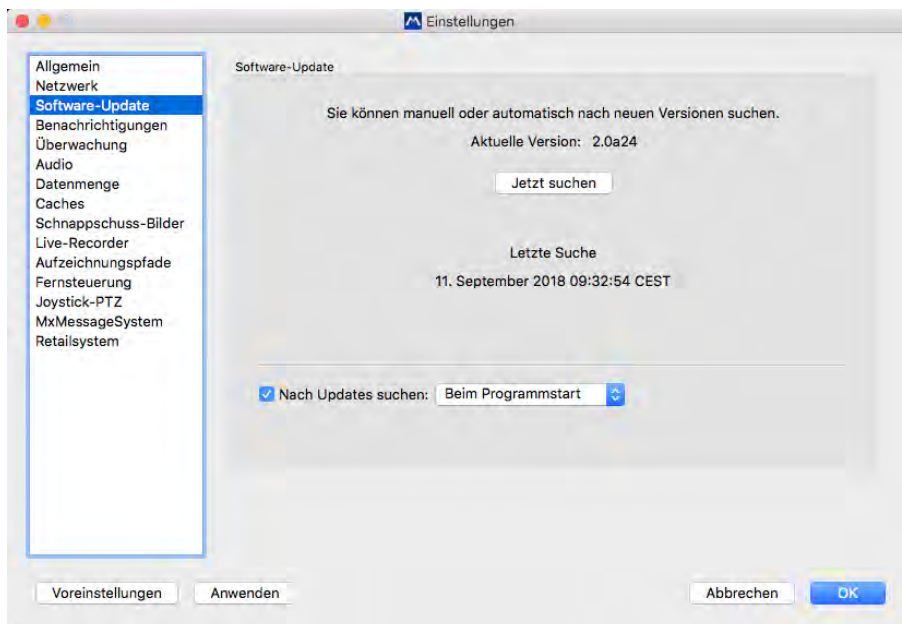 Einstellungen
Allgemein
Netzwerk
Software-Update
Benachrichtigungen
Überwachung
Audio
Datenmenge
Caches
Schnappschuss-Bilder
Live-Recorder
Aufzeichnungspfade
Fernsteuerung
Joystick-PTZ
MxMessageSystem
Retailsystem
Software-Update
Sie können manuell oder automatisch nach neuen Versionen suchen.
Aktuelle Version: 2.0a24
Jetzt suchen
Letzte Suche
11. September 2018 09:32:54 CEST
Nach Updates suchen: Beim Programmstart
Voreinstellungen Anwenden Abbrechen OK